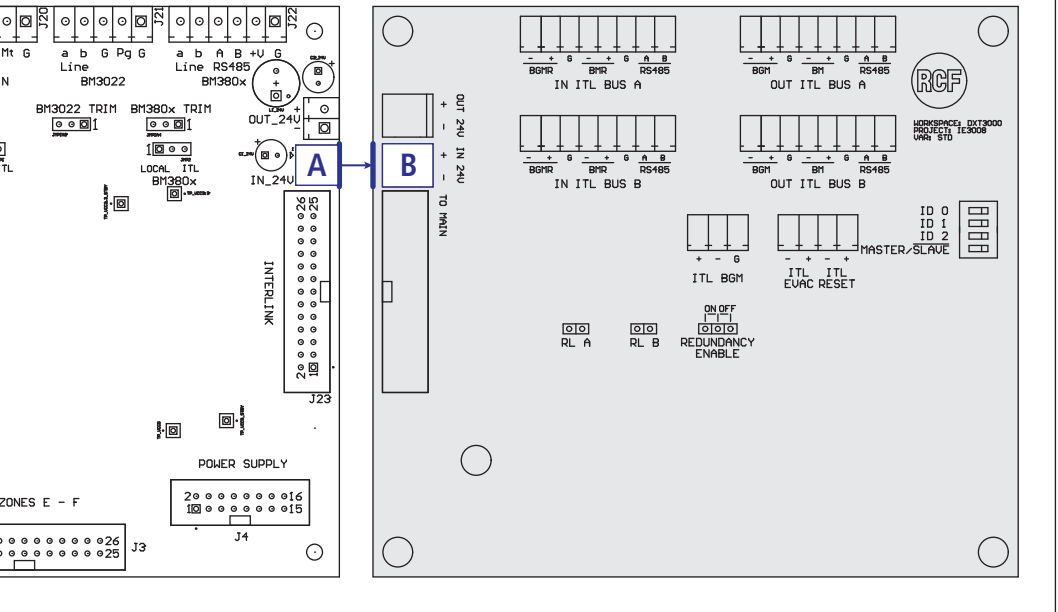 J20
J21
J22
Mt G
a b G Pg G
a b A B +V G
Line
Line RS485
N
BM3022
BM380x
BM3022 TRIM
BM380x TRIM
1
1
OUT_24V
+
-
1
TL
LOCAL ITL
BM380x
IN_24V
A
B
26
25
INTERLINK
2
1
J23
POWER SUPPLY
2 16
1 15
J4
ZONES E - F
26
25
J3
- + G - + G A B
BGMR BMR RS485
IN ITL BUS A
- + G - + G A B
BGM BM RS485
OUT ITL BUS A
RCF
WORKSPACE: DXT3000
PROJECT: IE3008
VAR: STD
+ - OUT 24V
+ - IN 24V
TO MAIN
- + G - + G A B
BGMR BMR RS485
IN ITL BUS B
- + G - + G A B
BGM BM RS485
OUT ITL BUS B
ID 0
ID 1
ID 2
MASTER/SLAVE
+ - G
ITL BGM
- + - +
ITL ITL
EVAC RESET
ON OFF
RL A
RL B
REDUNDANCY
ENABLE